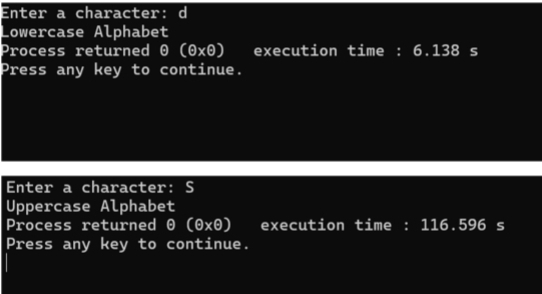 Enter a character: d
Lowercase Alphabet
Process returned 0 (0x0)   execution time : 6.138 s
Press any key to continue.
Enter a character: S
Uppercase Alphabet
Process returned 0 (0x0)   execution time : 116.596 s
Press any key to continue.